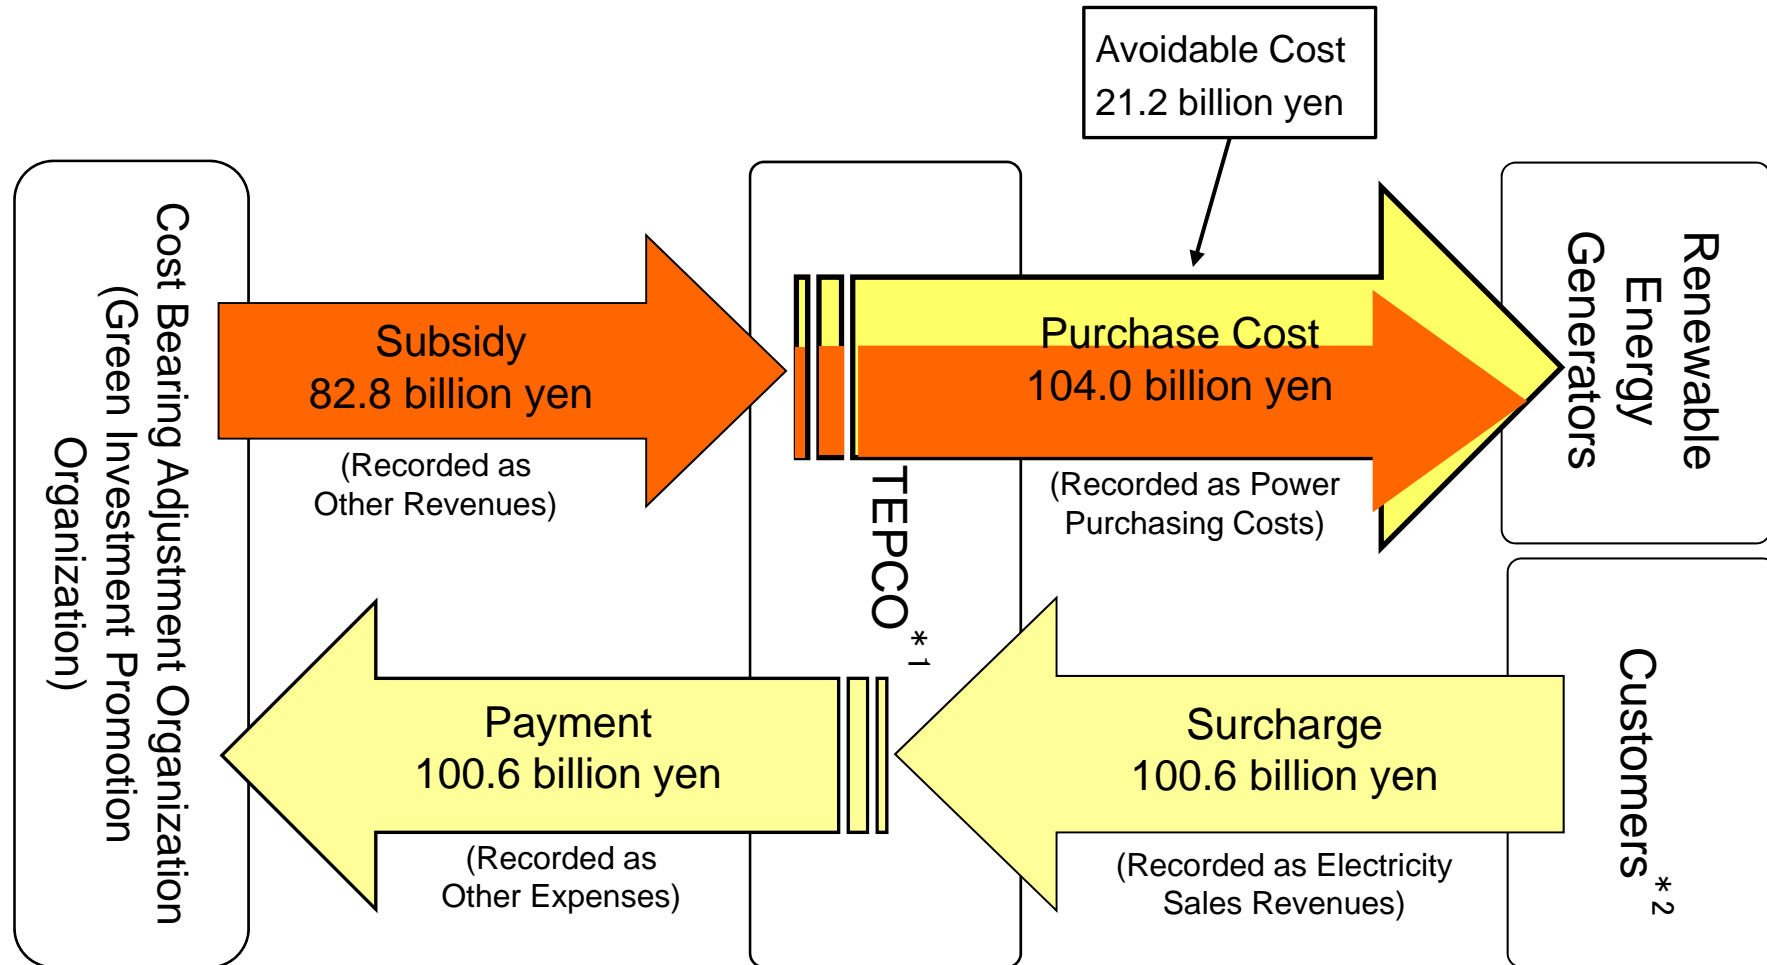 Avoidable Cost
21.2 billion yen
Cost Bearing Adjustment Organization
(Green Investment Promotion
Organization)
Subsidy
82.8 billion yen
(Recorded as
Other Revenues)
TEPCO*1
Purchase Cost
104.0 billion yen
(Recorded as Power
Purchasing Costs)
Renewable
Energy
Generators
Payment
100.6 billion yen
(Recorded as
Other Expenses)
Surcharge
100.6 billion yen
(Recorded as Electricity
Sales Revenues)
Customers*2